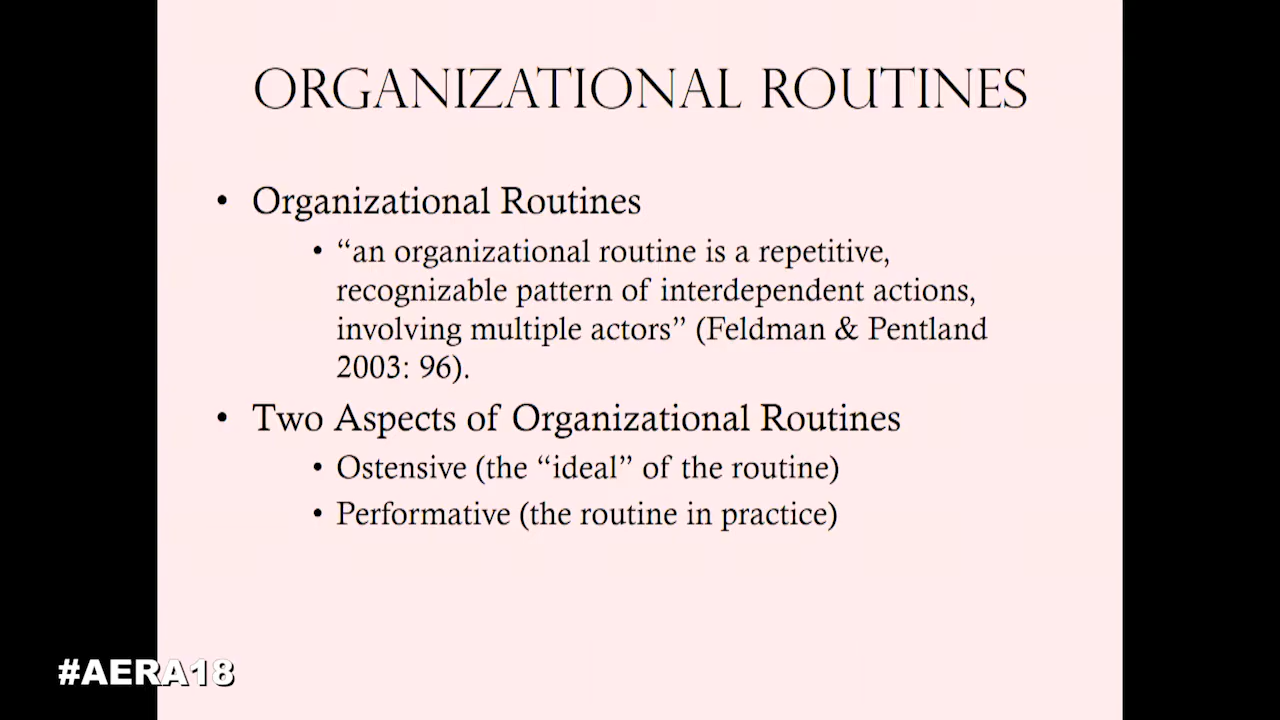 ORGANIZATIONAL ROUTINES
• Organizational Routines
• “an organizational routine is a repetitive,
recognizable pattern of interdependent actions,
involving multiple actors” (Feldman & Pentland
2003: 96).
• Two Aspects of Organizational Routines
• Ostensive (the “ideal” of the routine)
• Performative (the routine in practice)
#AERA18